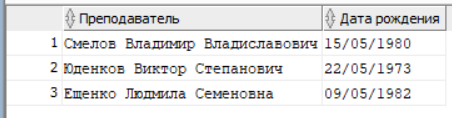 Преподаватель Дата рождения
1 Смелов Владимир Владиславович 15/05/1980
2 Юденков Виктор Степанович 22/05/1973
3 Ещенко Людмила Семеновна 09/05/1982